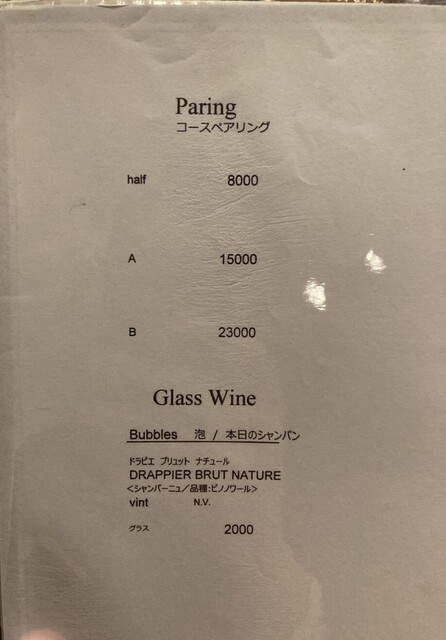 Paring
コースペアリング
half 8000
A 15000
B 23000
Glass Wine
Bubbles 泡 / 本日のシャンパン
ドラピエ ブリュット ナチュール
DRAPPIER BRUT NATURE
<シャンパーニュ/品種:ピノノワール>
vint N.V.
グラス 2000